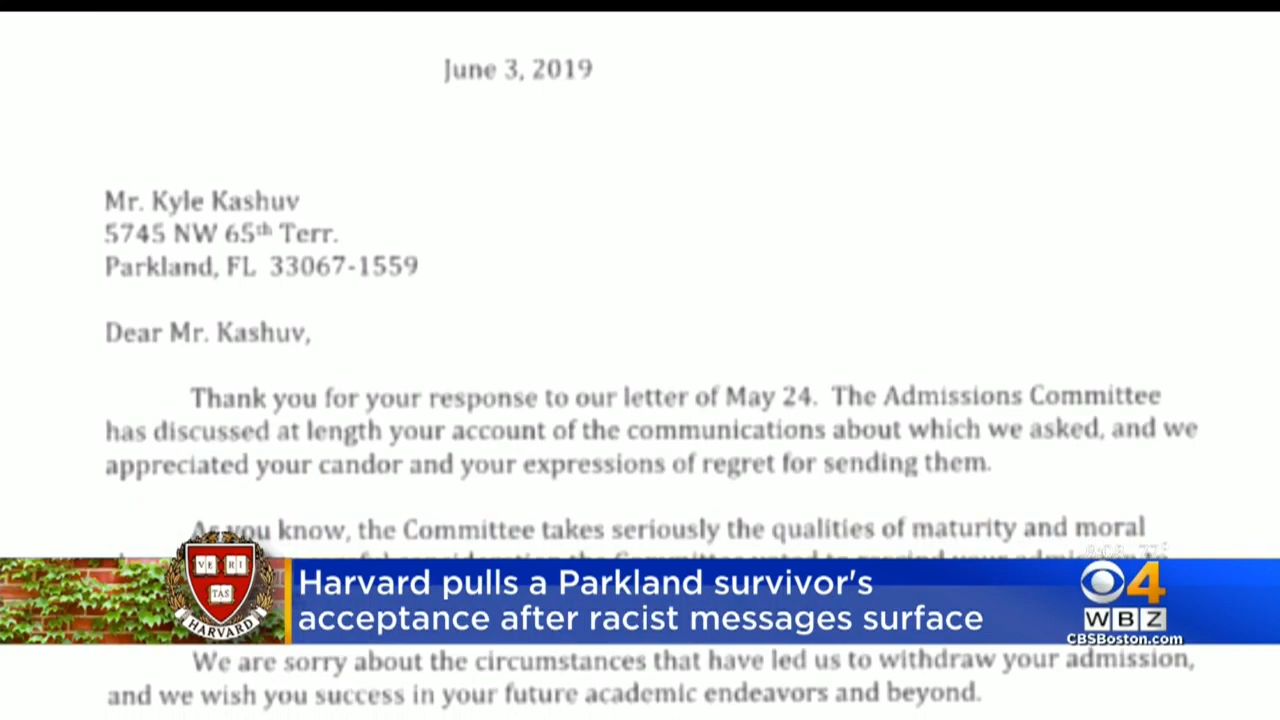 June 3, 2019
Mr. Kyle Kashuv
5745 NW 65th Terr.
Parkland, FL 33067-1559
Dear Mr. Kashuv,
Thank you for your response to our letter of May 24. The Admissions Committee
has discussed at length your account of the communications about which we asked, and we
appreciated your candor and your expressions of regret for sending them.
As you know, the Committee takes seriously the qualities of maturity and moral
VE RI
TAS
HARVARD
Harvard pulls a Parkland survivor's
acceptance after racist messages surface
4
WBZ
CBSBoston.com
We are sorry about the circumstances that have led us to withdraw your admission,
and we wish you success in your future academic endeavors and beyond.